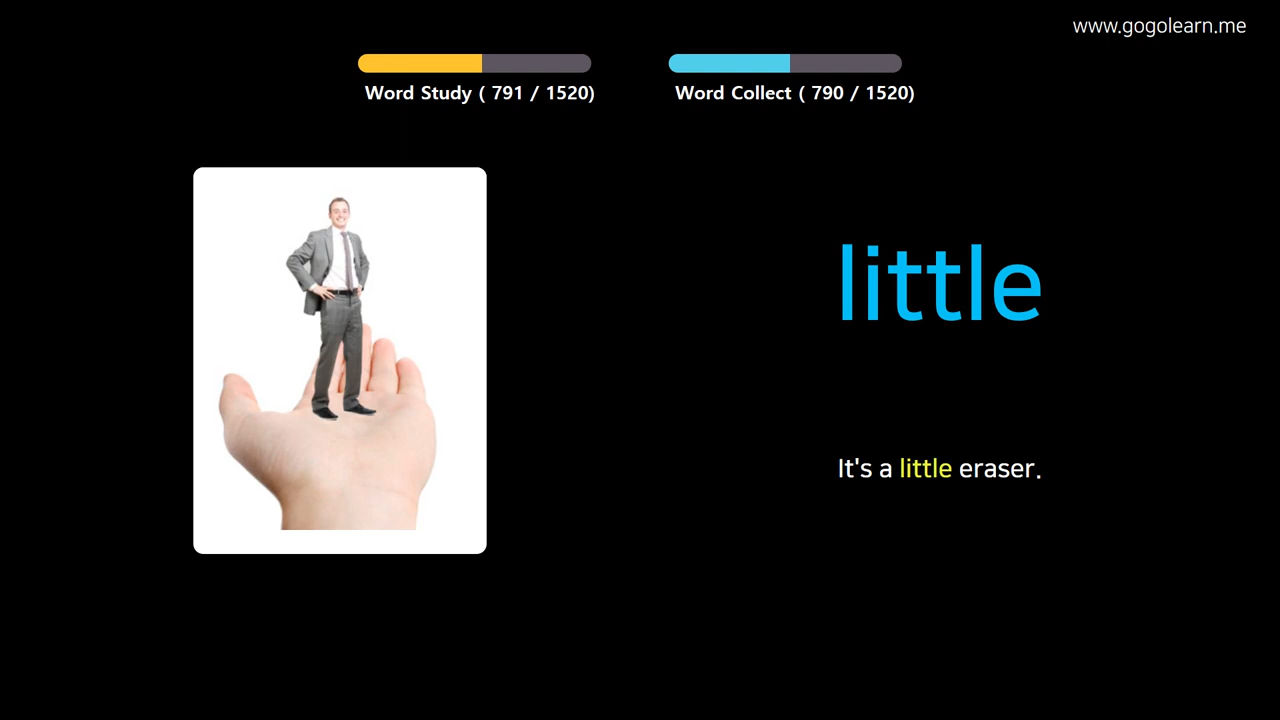 www.gogolearn.me
Word Study ( 791 / 1520)
Word Collect ( 790 / 1520)
little
It's a little eraser.